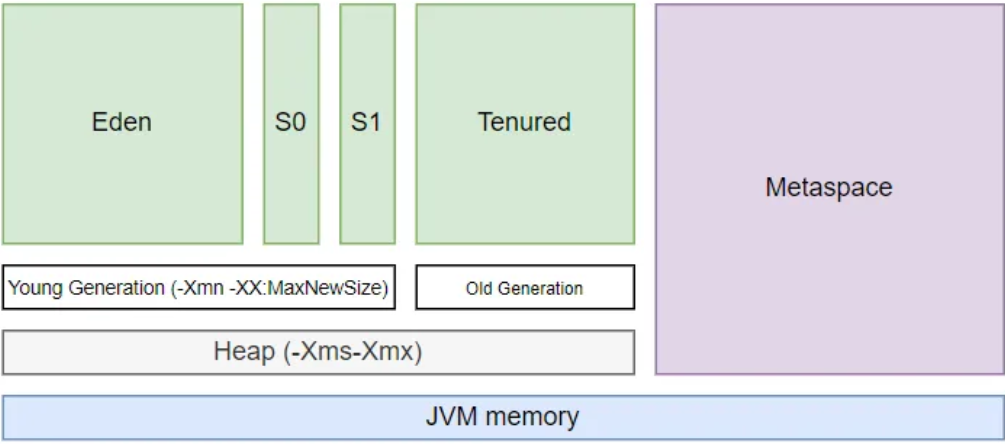 Eden
S0
S1
Tenured
Metaspace
Young Generation (-Xmn -XX:MaxNewSize)
Old Generation
Heap (-Xms-Xmx)
JVM memory